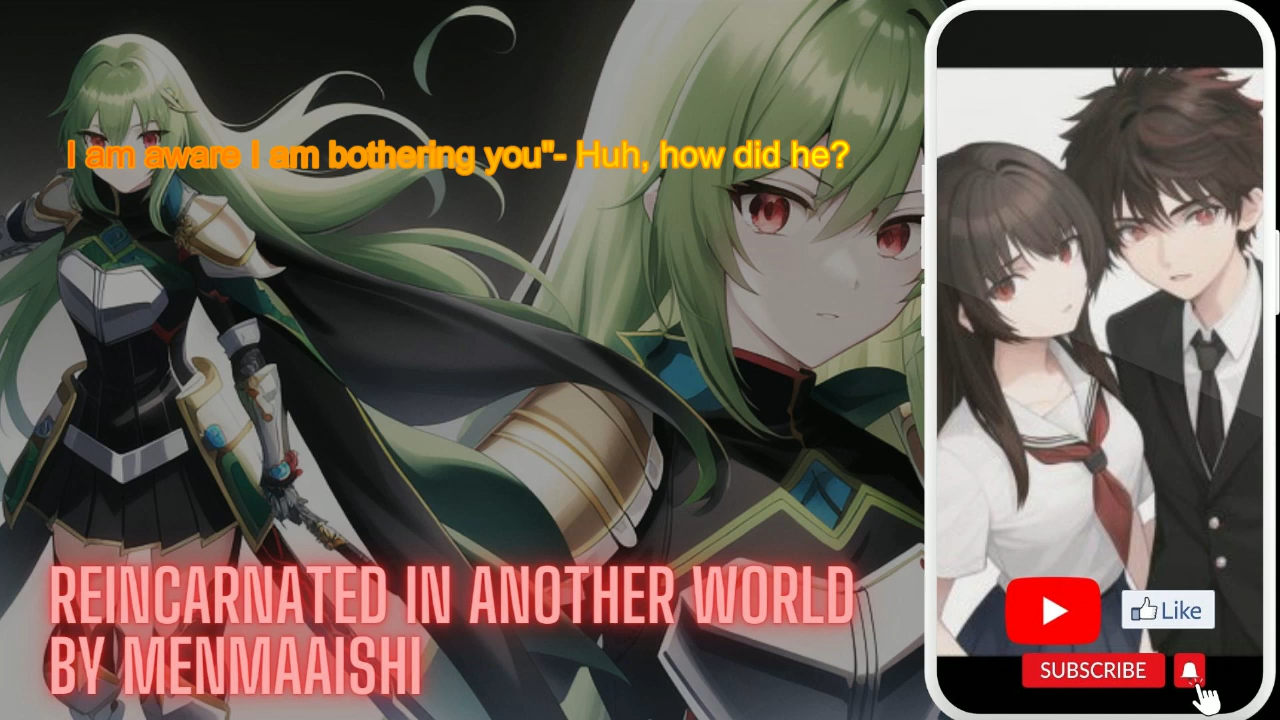 I am aware I am bothering you"- Huh, how did he?
REINCARNATED IN ANOTHER WORLD
BY MENMAAISHI
Like
SUBSCRIBE